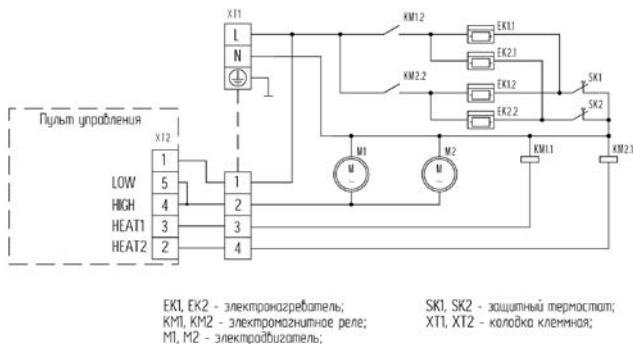 XT1
L
N
KM1.2
EK1.1
EK2.1
KM2.2
EK1.2
EK2.2
SK1
SK2
Пульт управления
XT2
1
LOW 5
HIGH 4
HEAT1 3
HEAT2 2
1
2
3
4
M1
M
~
M2
M
~
KM1.1
KM2.1
EK1, EK2 - электронагреватель;
KM1, KM2 - электромагнитное реле;
M1, M2 - электродвигатель;
SK1, SK2 - защитный термостат;
XT1, XT2 - колодка клеммная;